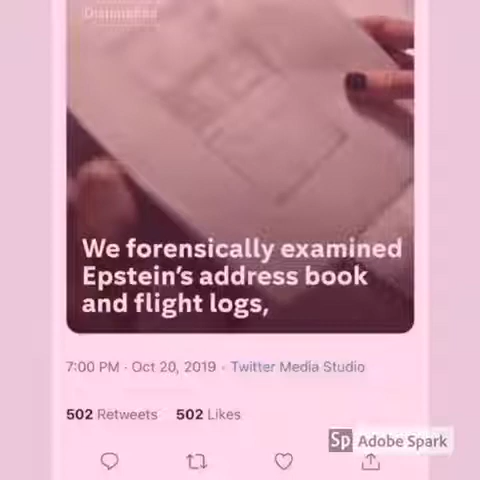 We forensically examined
Epstein's address book
and flight logs,
7:00 PM · Oct 20, 2019 · Twitter Media Studio
502 Retweets 502 Likes
Sp Adobe Spark